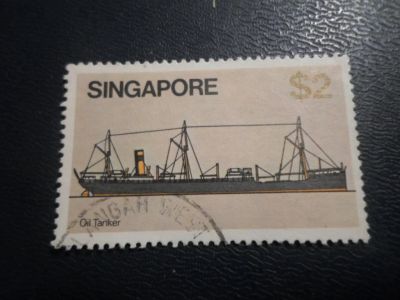 SINGAPORE $2
Oil Tanker